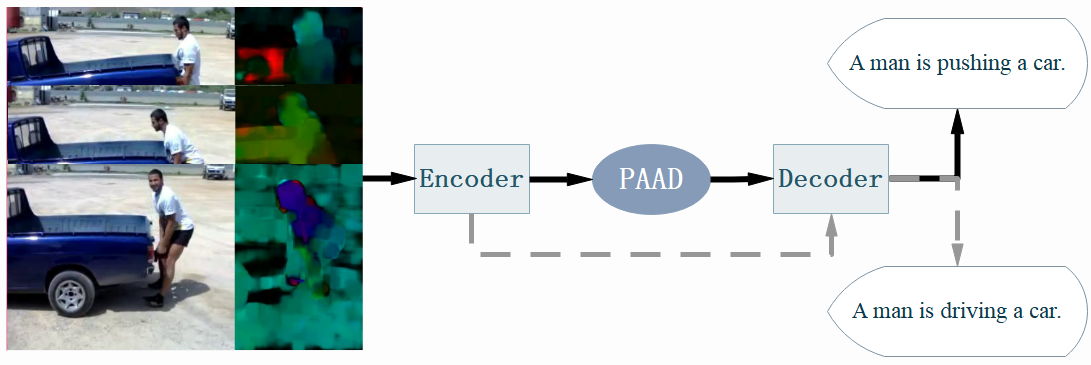 A man is pushing a car.
Encoder
PAAD
Decoder
A man is driving a car.